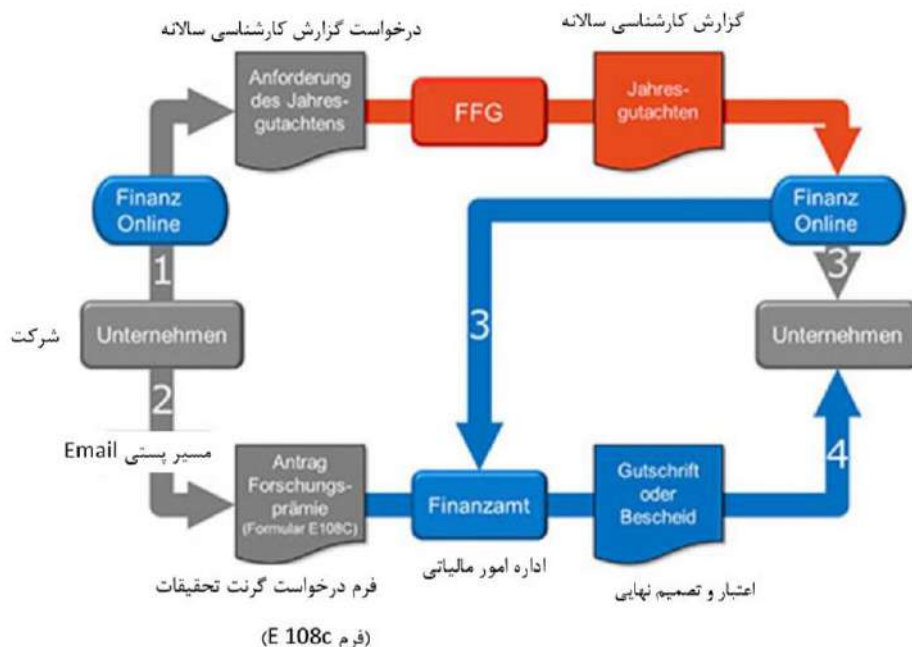 درخواست گزارش کارشناسی سالانه
گزارش کارشناسی سالانه
Anforderung
des Jahres-
gutachtens
FFG
Jahres-
gutachten
Finanz
Online
Finanz
Online
1
3
3
شرکت
Unternehmen
Unternehmen
2
4
مسیر پستی Email
Antrag
Forschungs-
prämie
(Formular E108C)
Finanzamt
Gutschrift
oder
Bescheid
فرم درخواست گرنت تحقیقات
(فرم E 108c)
اداره امور مالیاتی
اعتبار و تصمیم نهایی